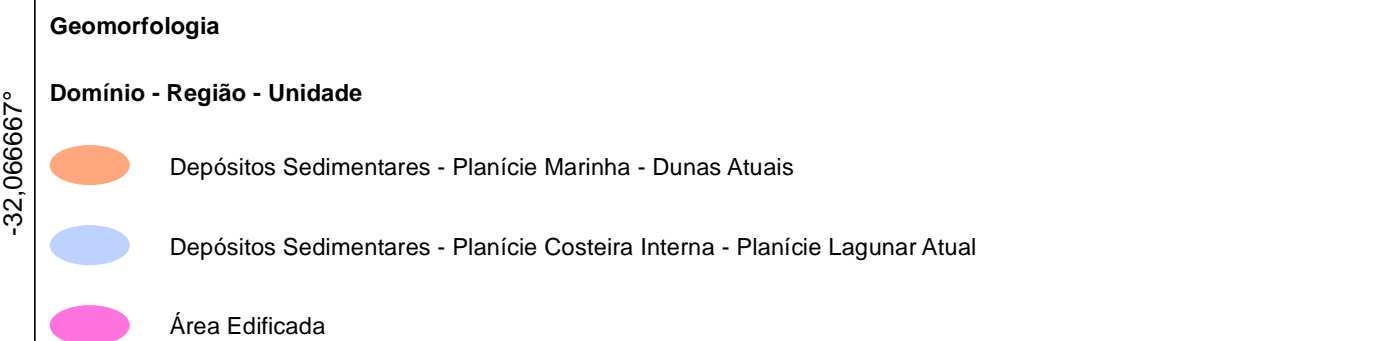 Geomorfologia
Domínio - Região - Unidade
-32,066667°
Depósitos Sedimentares - Planície Marinha - Dunas Atuais
Depósitos Sedimentares - Planície Costeira Interna - Planície Lagunar Atual
Área Edificada